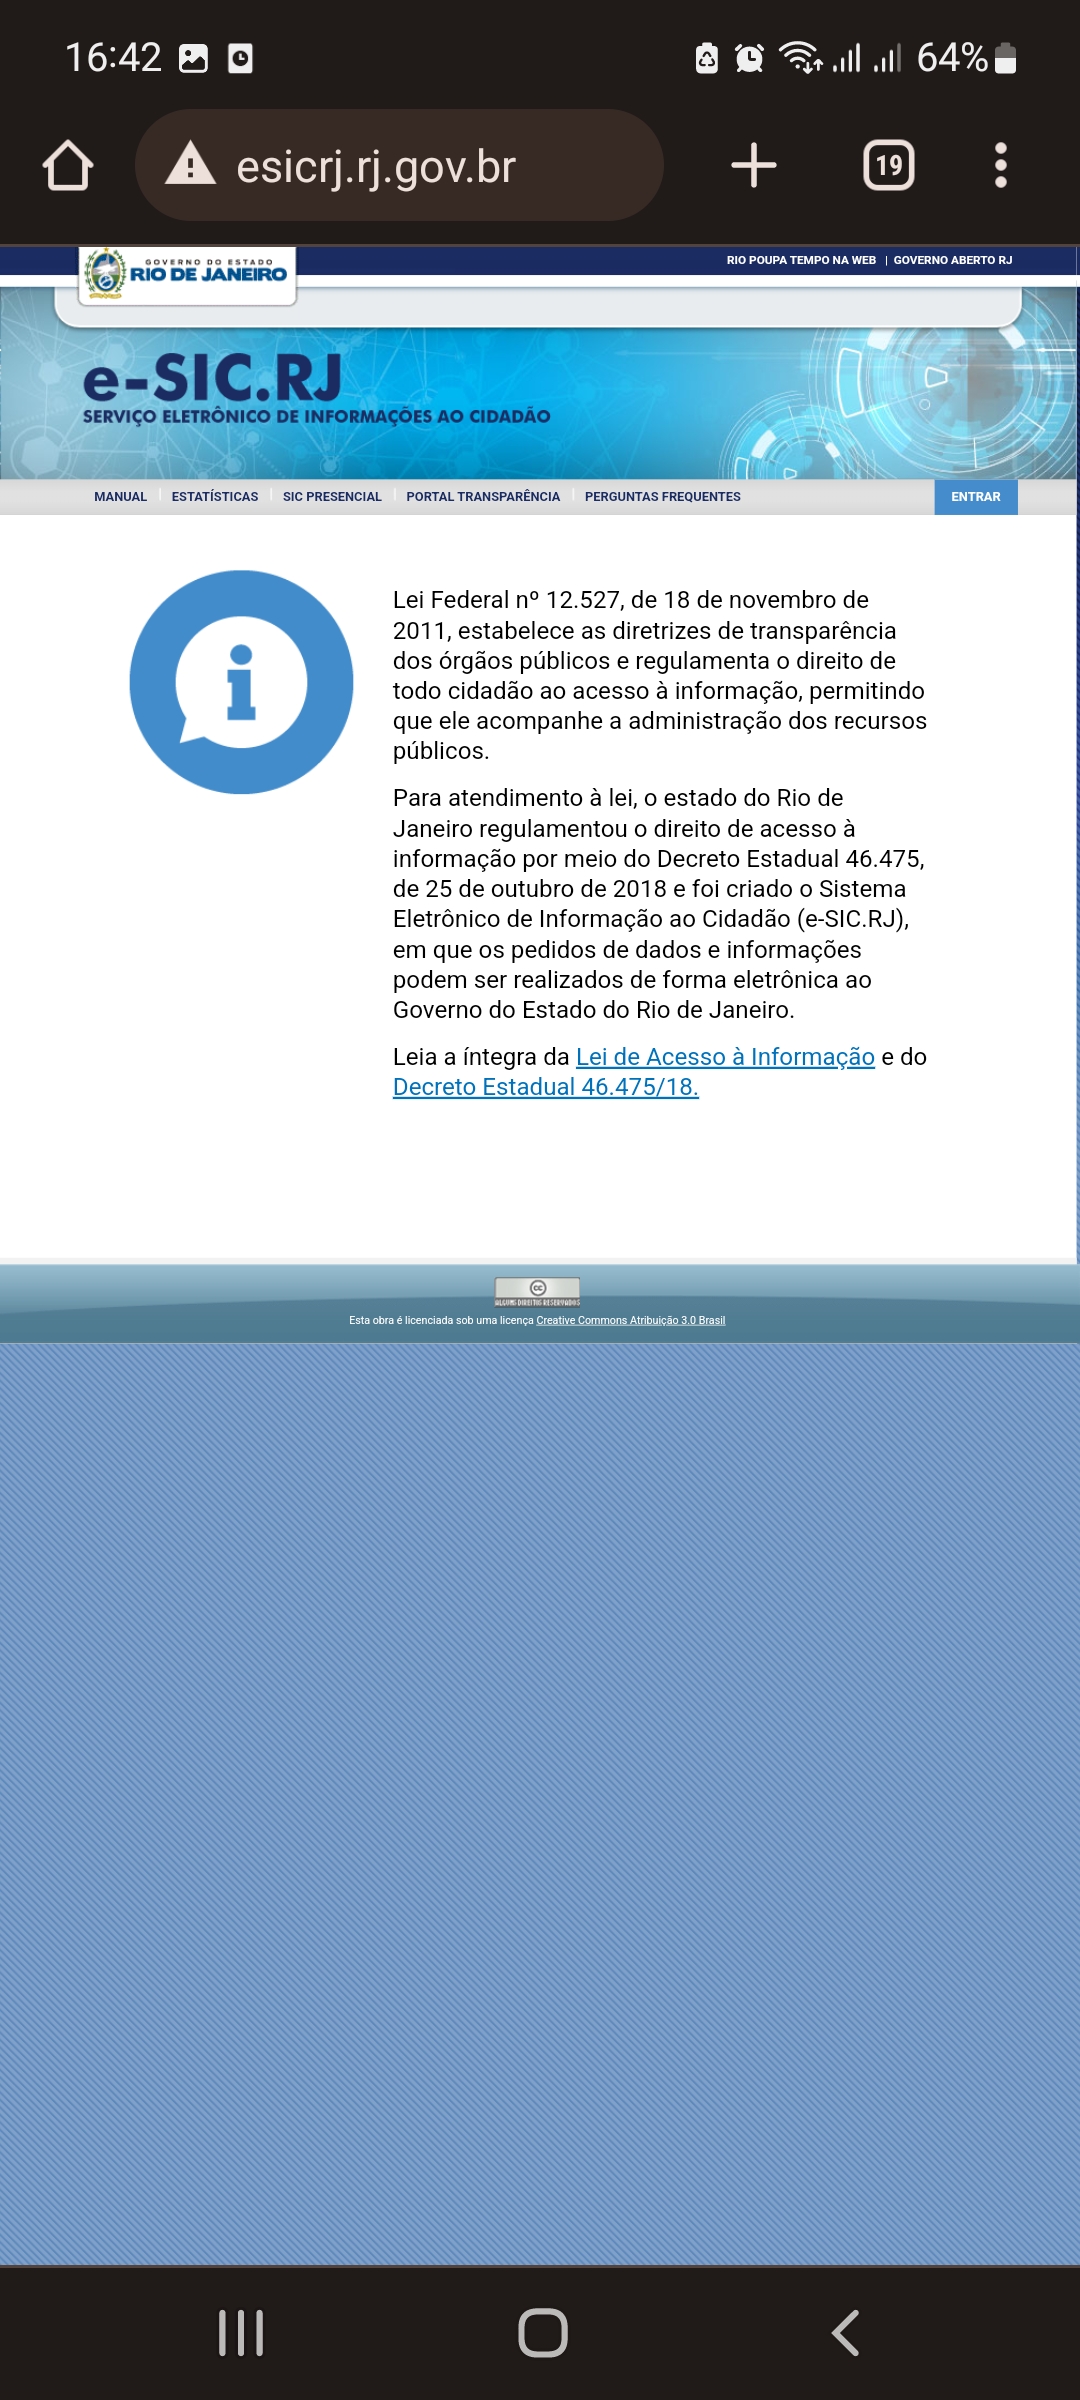 16:42
64%
esicrj.rj.gov.br
19
GOVERNO DO ESTADO
RIO DE JANEIRO
RIO POUPA TEMPO NA WEB | GOVERNO ABERTO RJ
e-SIC.RJ
SERVIÇO ELETRÔNICO DE INFORMAÇÕES AO CIDADÃO
MANUAL | ESTATÍSTICAS | SIC PRESENCIAL | PORTAL TRANSPARÊNCIA | PERGUNTAS FREQUENTES
ENTRAR
Lei Federal nº 12.527, de 18 de novembro de
2011, estabelece as diretrizes de transparência
dos órgãos públicos e regulamenta o direito de
todo cidadão ao acesso à informação, permitindo
que ele acompanhe a administração dos recursos
públicos.
Para atendimento à lei, o estado do Rio de
Janeiro regulamentou o direito de acesso à
informação por meio do Decreto Estadual 46.475,
de 25 de outubro de 2018 e foi criado o Sistema
Eletrônico de Informação ao Cidadão (e-SIC.RJ),
em que os pedidos de dados e informações
podem ser realizados de forma eletrônica ao
Governo do Estado do Rio de Janeiro.
Leia a íntegra da Lei de Acesso à Informação e do
Decreto Estadual 46.475/18.
cc
ALGUNS DIREITOS RESERVADOS
Esta obra é licenciada sob uma licença Creative Commons Atribuição 3.0 Brasil